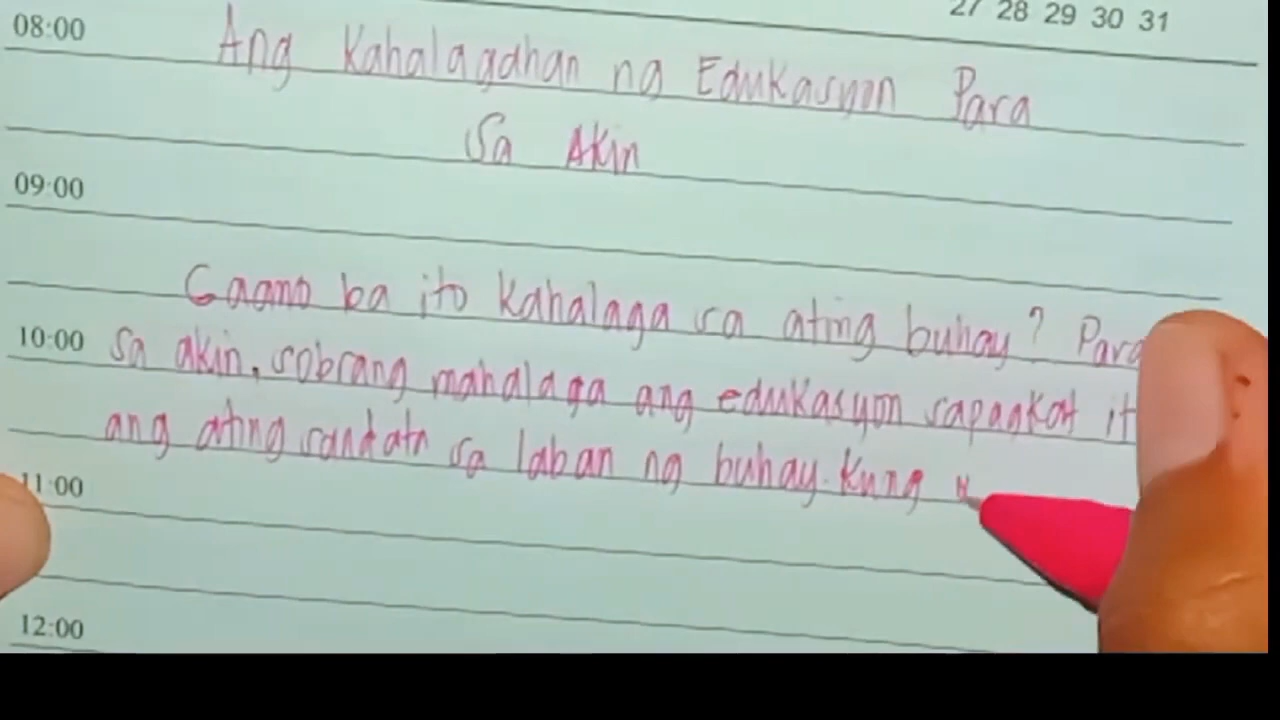 27 28 29 30 31
08:00
Ang Kahalagahan ng Edukasyon Para
Sa Akin
09:00
Gaano ba ito kahalaga sa ating buhay? Para
10:00
Sa akin, sobrang mahalaga ang edukasyon sapagkat it
ang ating sandata sa laban ng buhay. Kung
11:00
12:00